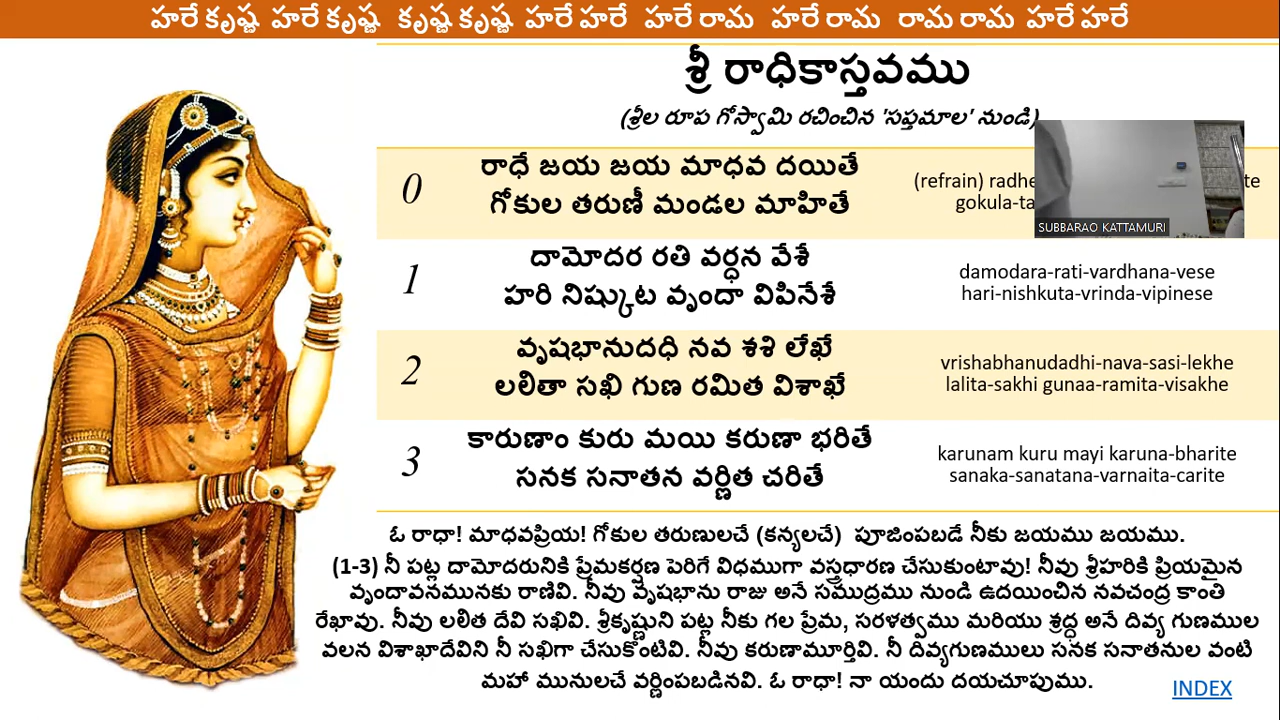 హరే కృష్ణ హరే కృష్ణ కృష్ణ కృష్ణ హరే హరే హరే రామ హరే రామ రామ రామ హరే హరే
శ్రీ రాధికాస్తవము
(శ్రీల రూప గోస్వామి రచించిన 'సప్తమాల' నుండి)
0
రాధే జయ జయ మాధవ దయితే
గోకుల తరుణీ మండల మాహితే
(refrain) radhe
te
gokula-ta
SUBBARAO KATTAMURI
1
దామోదర రతి వర్ధన వేశే
హరి నిష్కుట వృందా విపినేశే
damodara-rati-vardhana-vese
hari-nishkuta-vrinda-vipinese
2
వృషభానుదధి నవ శశి లేఖే
లలితా సఖి గుణ రమిత విశాఖే
vrishabhanudadhi-nava-sasi-lekhe
lalita-sakhi gunaa-ramita-visakhe
3
కారుణాం కురు మయి కరుణా భరితే
సనక సనాతన వర్ణిత చరితే
karunam kuru mayi karuna-bharite
sanaka-sanatana-varnaita-carite
ఓ రాధా! మాధవప్రియ! గోకుల తరుణులచే (కన్యలచే) పూజింపబడే నీకు జయము జయము.
(1-3) నీ పట్ల దామోదరునికి ప్రేమకర్షణ పెరిగే విధముగా వస్త్రధారణ చేసుకుంటావు! నీవు శ్రీహరికి ప్రియమైన
వృందావనమునకు రాణివి. నీవు వృషభాను రాజు అనే సముద్రము నుండి ఉదయించిన నవచంద్ర కాంతి
రేఖావు. నీవు లలిత దేవి సఖివి. శ్రీకృష్ణుని పట్ల నీకు గల ప్రేమ, సరళత్వము మరియు శ్రద్ధ అనే దివ్య గుణముల
వలన విశాఖాదేవిని నీ సఖిగా చేసుకొంటివి. నీవు కరుణామూర్తివి. నీ దివ్యగుణములు సనక సనాతనుల వంటి
మహా మునులచే వర్ణింపబడినవి. ఓ రాధా! నా యందు దయచూపుము.
INDEX